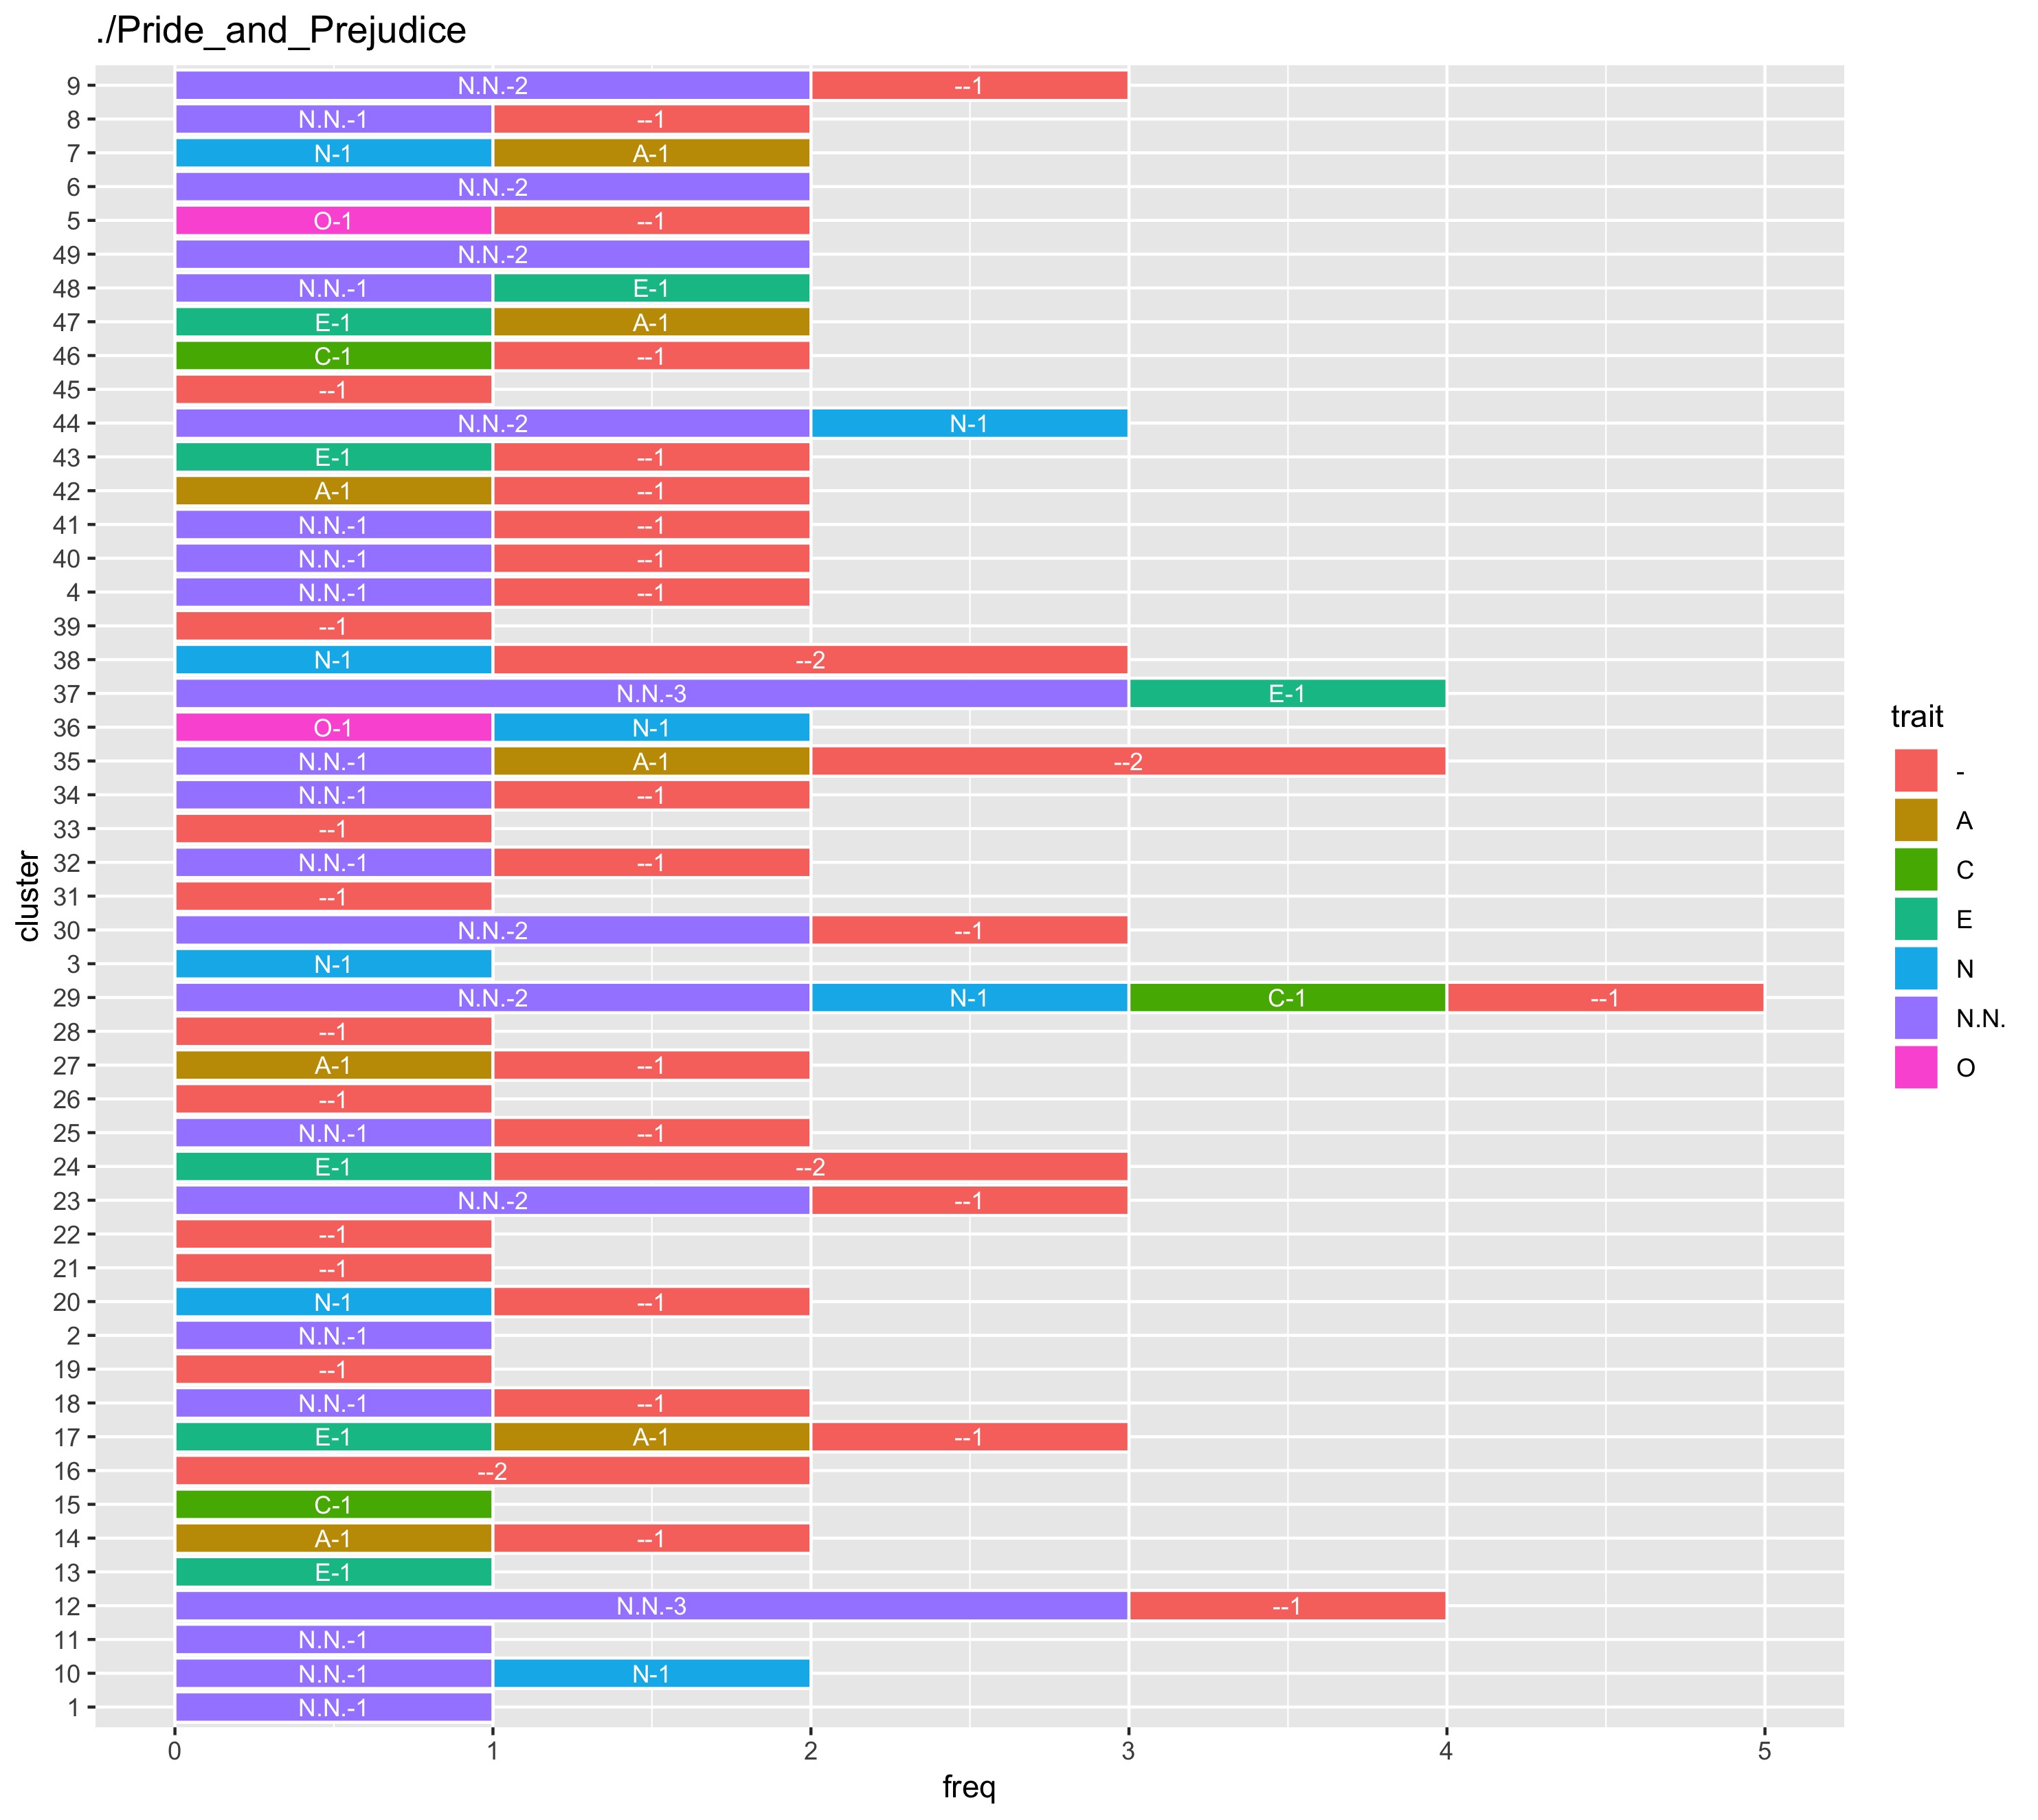 ./Pride_and_Prejudice
9 N.N.-2 --1
8 N.N.-1 --1
7 N-1 A-1
6 N.N.-2
5 O-1 --1
49 N.N.-2
48 N.N.-1 E-1
47 E-1 A-1
46 C-1 --1
45 --1
44 N.N.-2 N-1
43 E-1 --1
42 A-1 --1
41 N.N.-1 --1
40 N.N.-1 --1
4 N.N.-1 --1
39 --1
38 N-1 --2
37 N.N.-3 E-1
36 O-1 N-1
35 N.N.-1 A-1 --2
34 N.N.-1 --1
33 --1
32 N.N.-1 --1
31 --1
30 N.N.-2 --1
3 N-1
29 N.N.-2 N-1 C-1 --1
28 --1
27 A-1 --1
26 --1
25 N.N.-1 --1
24 E-1 --2
23 N.N.-2 --1
22 --1
21 --1
20 N-1 --1
2 N.N.-1
19 --1
18 N.N.-1 --1
17 E-1 A-1 --1
16 --2
15 C-1
14 A-1 --1
13 E-1
12 N.N.-3 --1
11 N.N.-1
10 N.N.-1 N-1
1 N.N.-1
0 1 2 3 4 5
freq
cluster
trait
-
A
C
E
N
N.N.
O